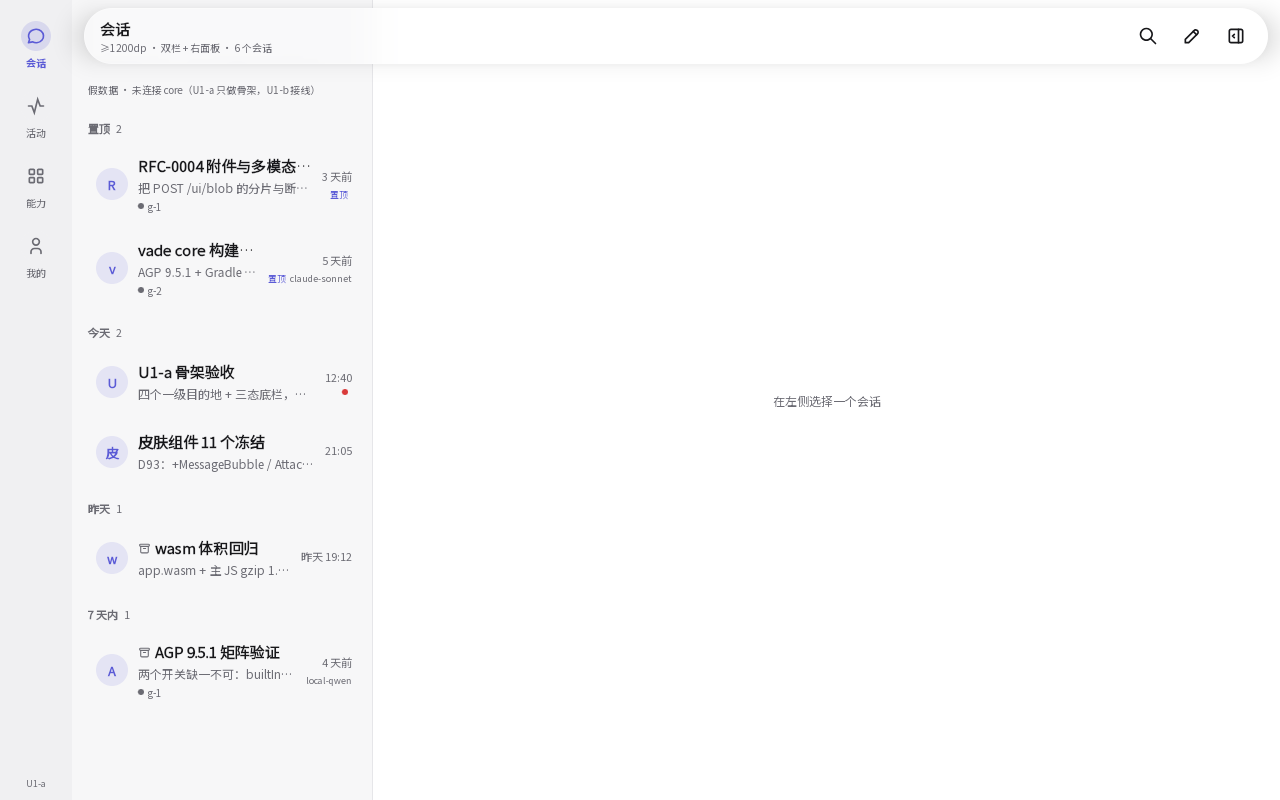 会话
活动
能力
我的
U1-a
会话
≥1200dp · 双栏 + 右面板 · 6 个会话
假数据 · 未连接 core（U1-a 只做骨架，U1-b 接线）
置顶 2
R
RFC-0004 附件与多模态…
3 天前
把 POST /ui/blob 的分片与断…
置顶
g-1
v
vade core 构建…
5 天前
AGP 9.5.1 + Gradle …
置顶 claude-sonnet
g-2
今天 2
U
U1-a 骨架验收
12:40
四个一级目的地 + 三态底栏，…
皮
皮肤组件 11 个冻结
21:05
D93：+MessageBubble / Attac…
昨天 1
w
wasm 体积回归
昨天 19:12
app.wasm + 主 JS gzip 1.…
7 天内 1
A
AGP 9.5.1 矩阵验证
4 天前
两个开关缺一不可：builtIn…
local-qwen
g-1
在左侧选择一个会话